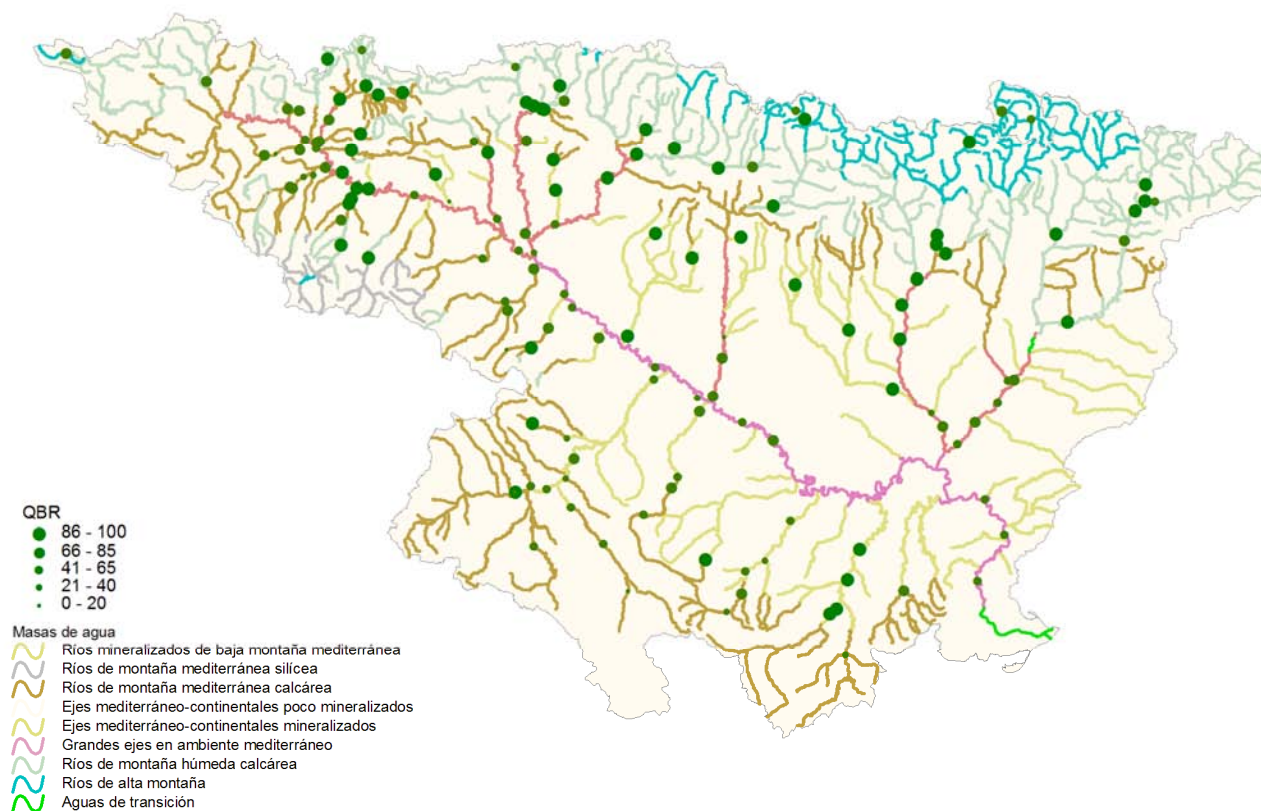 QBR
86 - 100
66 - 85
41 - 65
21 - 40
0 - 20
Masas de agua
Ríos mineralizados de baja montaña mediterránea
Ríos de montaña mediterránea silícea
Ríos de montaña mediterránea calcárea
Ejes mediterráneo-continentales poco mineralizados
Ejes mediterráneo-continentales mineralizados
Grandes ejes en ambiente mediterráneo
Ríos de montaña húmeda calcárea
Ríos de alta montaña
Aguas de transición